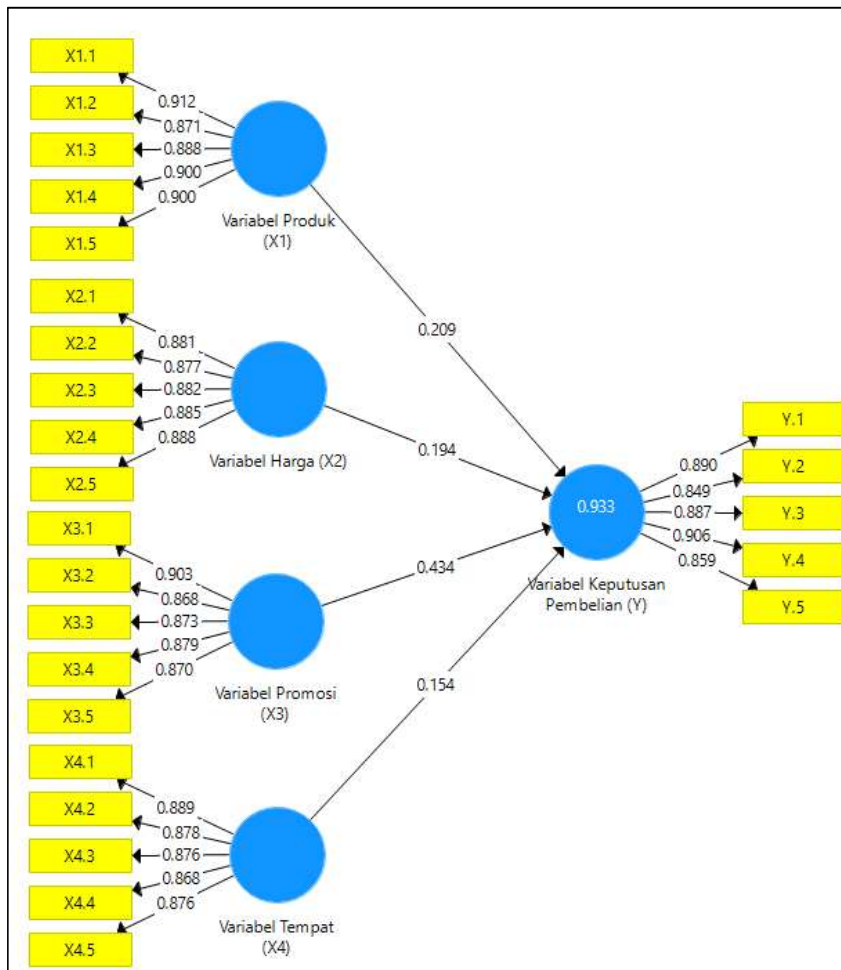 X1.1
X1.2
X1.3
X1.4
X1.5
0.912
0.871
0.888
0.900
0.900
Variabel Produk
(X1)
X2.1
X2.2
X2.3
X2.4
X2.5
0.881
0.877
0.882
0.885
0.888
Variabel Harga (X2)
X3.1
X3.2
X3.3
X3.4
X3.5
0.903
0.868
0.873
0.879
0.870
Variabel Promosi
(X3)
X4.1
X4.2
X4.3
X4.4
X4.5
0.889
0.878
0.876
0.868
0.876
Variabel Tempat
(X4)
0.209
0.194
0.434
0.154
0.933
Variabel Keputusan
Pembelian (Y)
0.890
0.849
0.887
0.906
0.859
Y.1
Y.2
Y.3
Y.4
Y.5